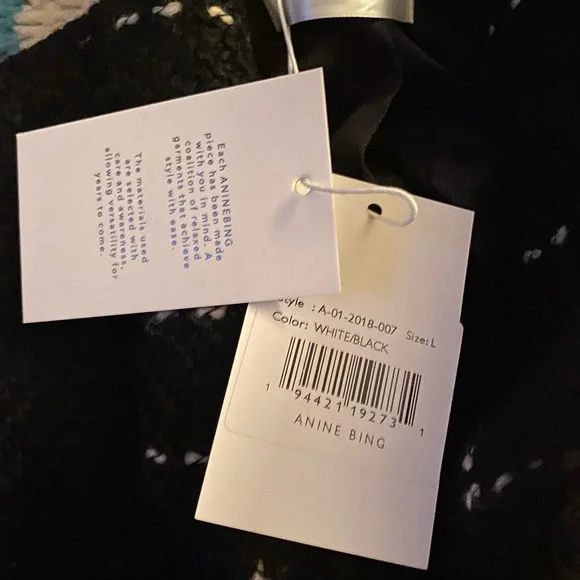 Each ANINEBING
piece has been made
with you in mind. A
coalition of relaxed
garments that achieve
style with ease.
The materials used
are selected with
care and awareness,
allowing versatility for
years to come.
Style : A-01-2018-007 Size: L
Color: WHITE/BLACK
1 94421 19273 1
ANINE BING